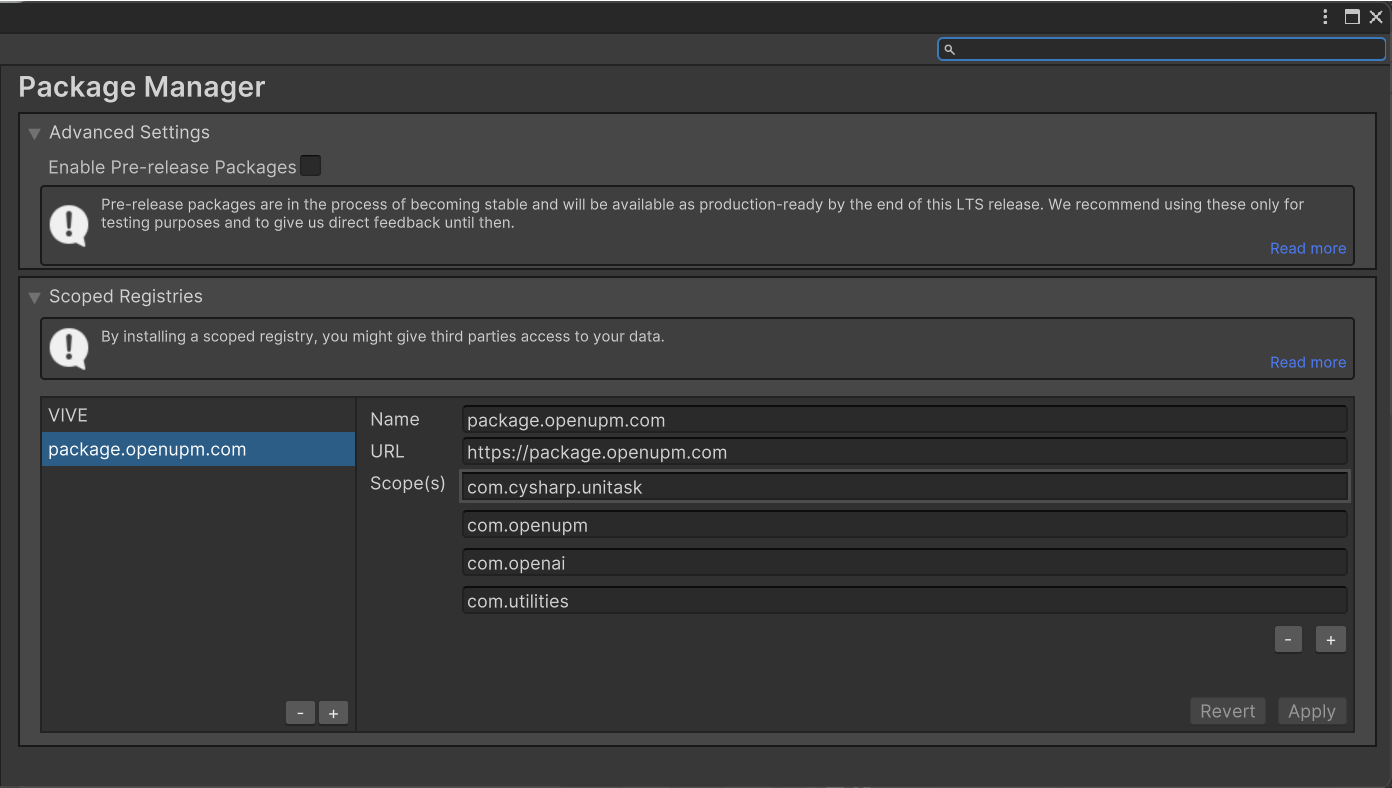 Package Manager
Advanced Settings
Enable Pre-release Packages
Pre-release packages are in the process of becoming stable and will be available as production-ready by the end of this LTS release. We recommend using these only for
testing purposes and to give us direct feedback until then.
Read more
Scoped Registries
By installing a scoped registry, you might give third parties access to your data.
Read more
VIVE
package.openupm.com
Name package.openupm.com
URL https://package.openupm.com
Scope(s) com.cysharp.unitask
com.openupm
com.openai
com.utilities
- +
- +
Revert Apply